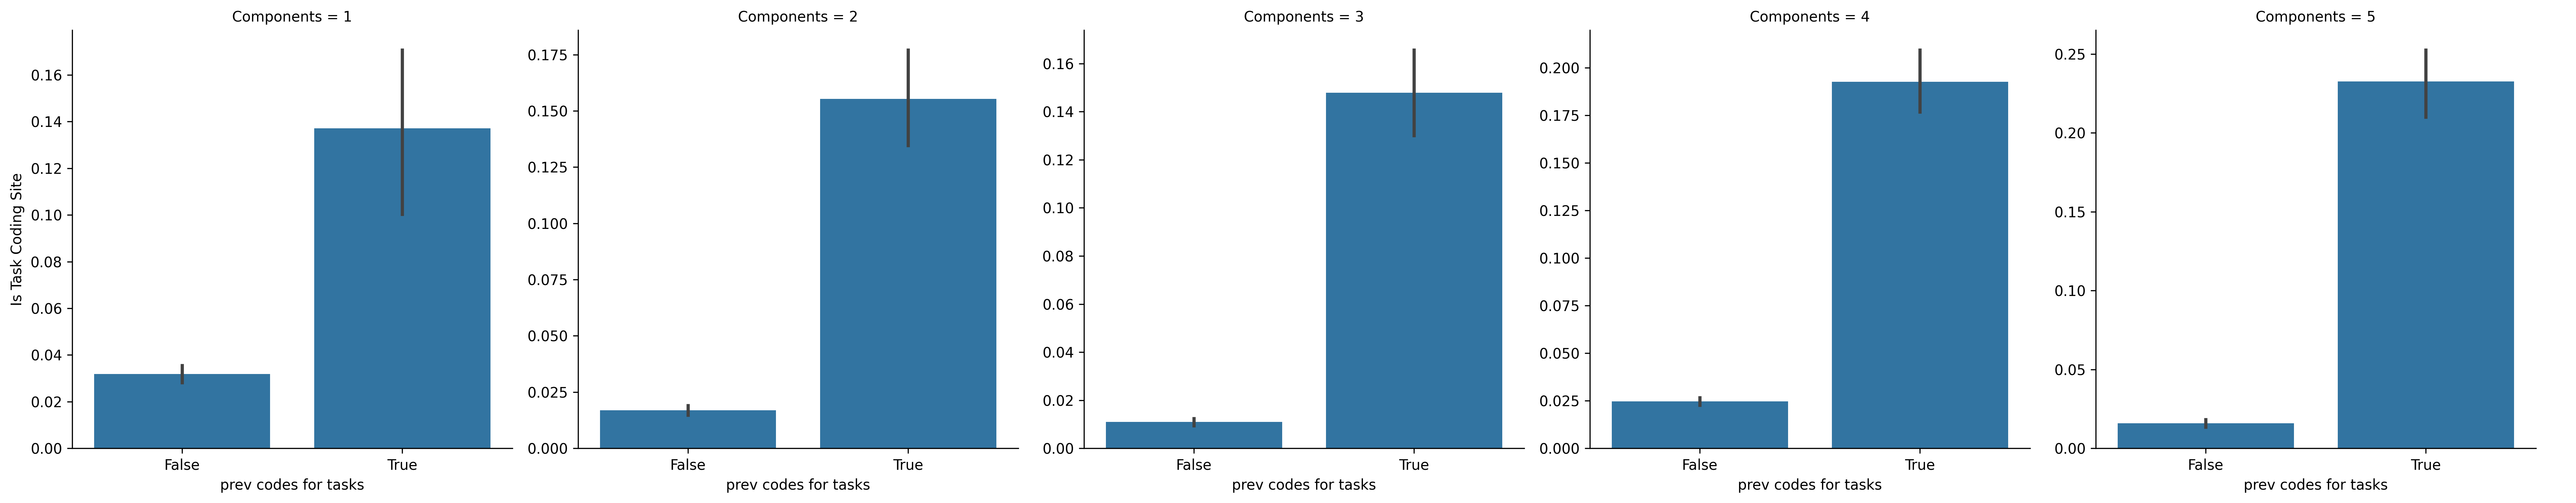 Components = 1
Is Task Coding Site
0.16
0.14
0.12
0.10
0.08
0.06
0.04
0.02
0.00
False
True
prev codes for tasks
Components = 2
0.175
0.150
0.125
0.100
0.075
0.050
0.025
0.000
False
True
prev codes for tasks
Components = 3
0.16
0.14
0.12
0.10
0.08
0.06
0.04
0.02
0.00
False
True
prev codes for tasks
Components = 4
0.200
0.175
0.150
0.125
0.100
0.075
0.050
0.025
0.000
False
True
prev codes for tasks
Components = 5
0.25
0.20
0.15
0.10
0.05
0.00
False
True
prev codes for tasks